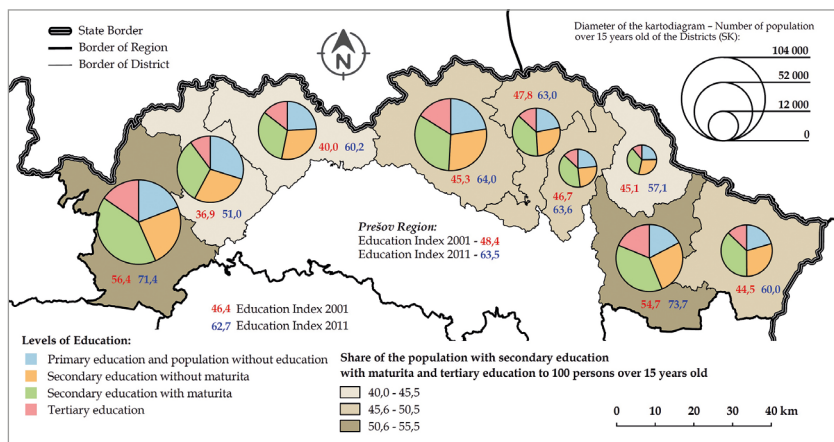 State Border
Border of Region
Border of District
N
Diameter of the kartodiagram – Number of population
over 15 years old of the Districts (SK):
104 000
52 000
12 000
0
47,8 63,0
40,0 60,2
45,3 64,0
46,7
63,6
45,1 57,1
36,9 51,0
56,4 71,4
54,7 73,7
44,5 60,0
Prešov Region:
Education Index 2001 - 48,4
Education Index 2011 - 63,5
46,4 Education Index 2001
62,7 Education Index 2011
Levels of Education:
Primary education and population without education
Secondary education without maturita
Secondary education with maturita
Tertiary education
Share of the population with secondary education
with maturita and tertiary education to 100 persons over 15 years old
40,0 - 45,5
45,6 - 50,5
50,6 - 55,5
0 10 20 30 40 km